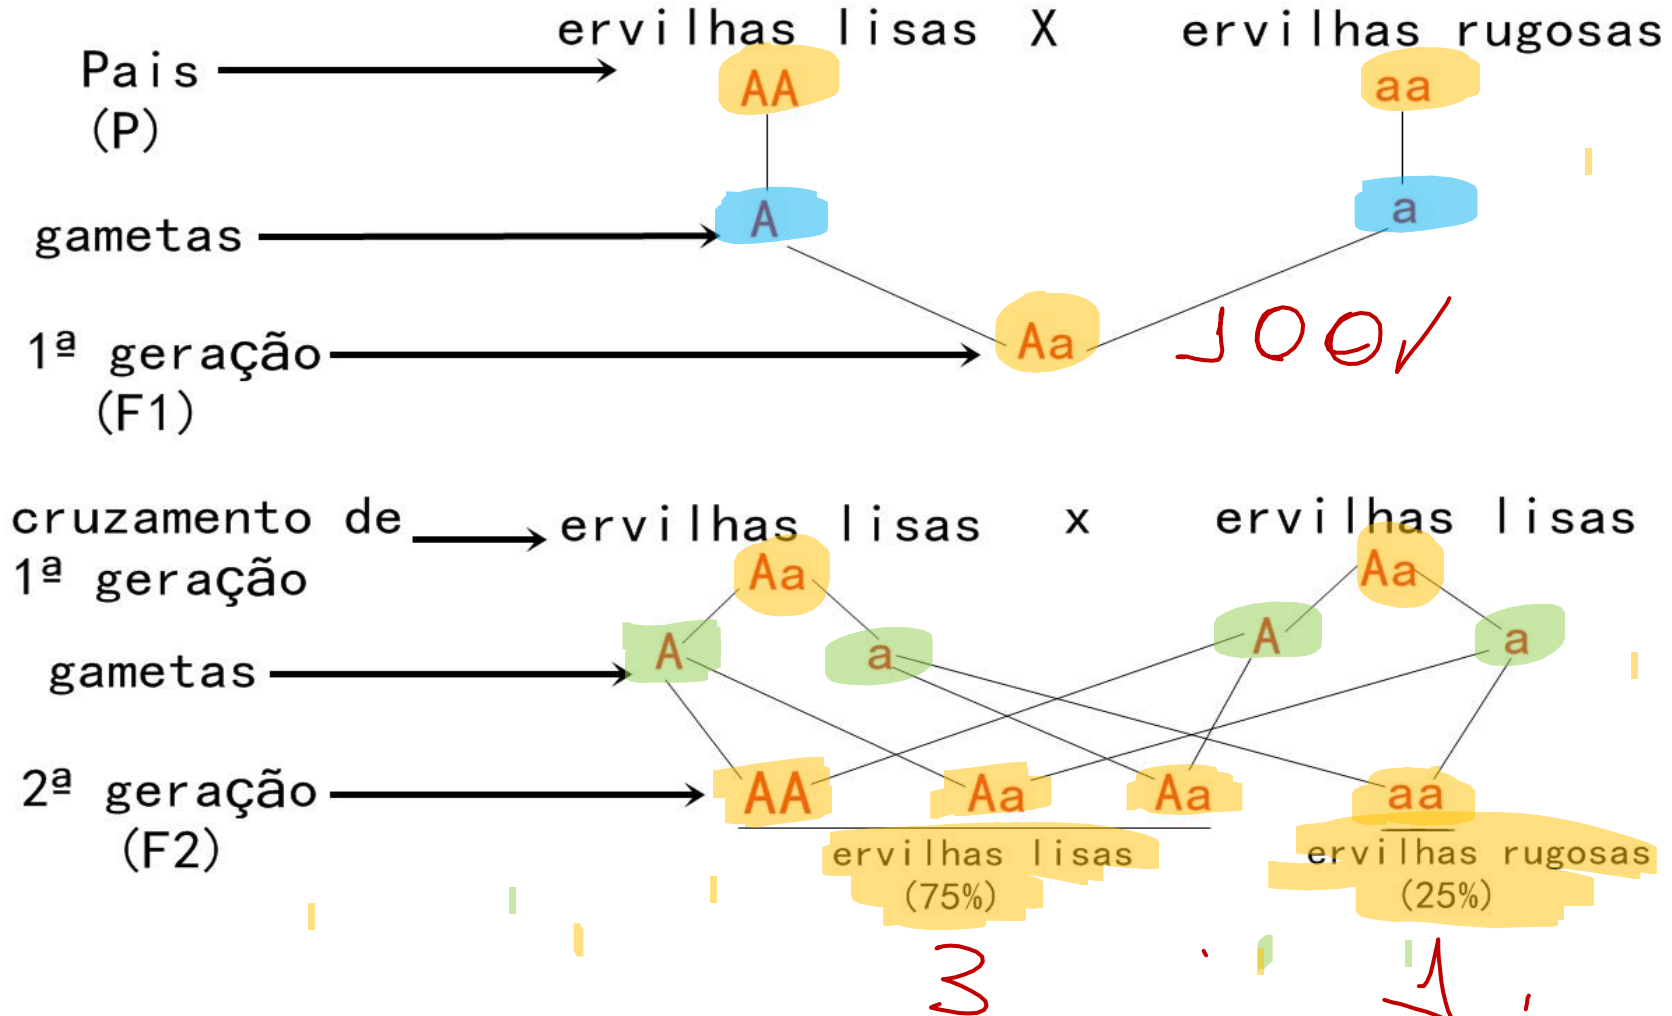 ervilhas lisas X ervilhas rugosas
Pais
(P)
AA aa
gametas A a
1ª geração
(F1)
Aa 100%
cruzamento de
1ª geração
ervilhas lisas x ervilhas lisas
Aa Aa
gametas A a A a
2ª geração
(F2)
AA Aa Aa aa
ervilhas lisas
(75%)
ervilhas rugosas
(25%)
3 1